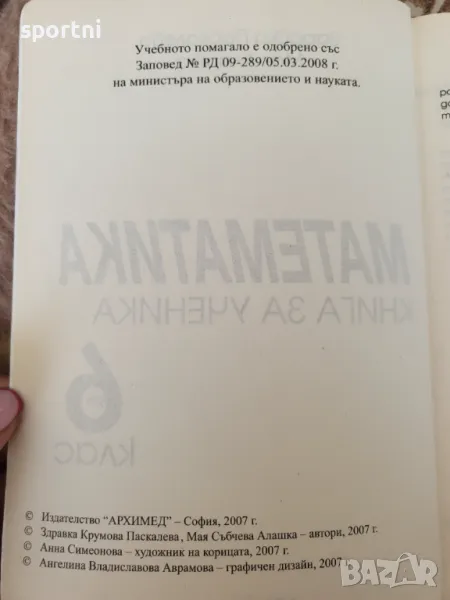 sportni
Учебното помагало е одобрено със
Заповед № РД 09-289/05.03.2008 г.
на министъра на образовението и науката.
МАТЕМАТИКА
КНИГА ЗА УЧЕНИКА
6
клас
© Издателство "АРХИМЕД" – София, 2007 г.
© Здравка Крумова Паскалева, Мая Събчева Алашка – автори, 2007 г.
© Анна Симеонова – художник на корицата, 2007 г.
© Ангелина Владиславова Аврамова – графичен дизайн, 2007
bazar